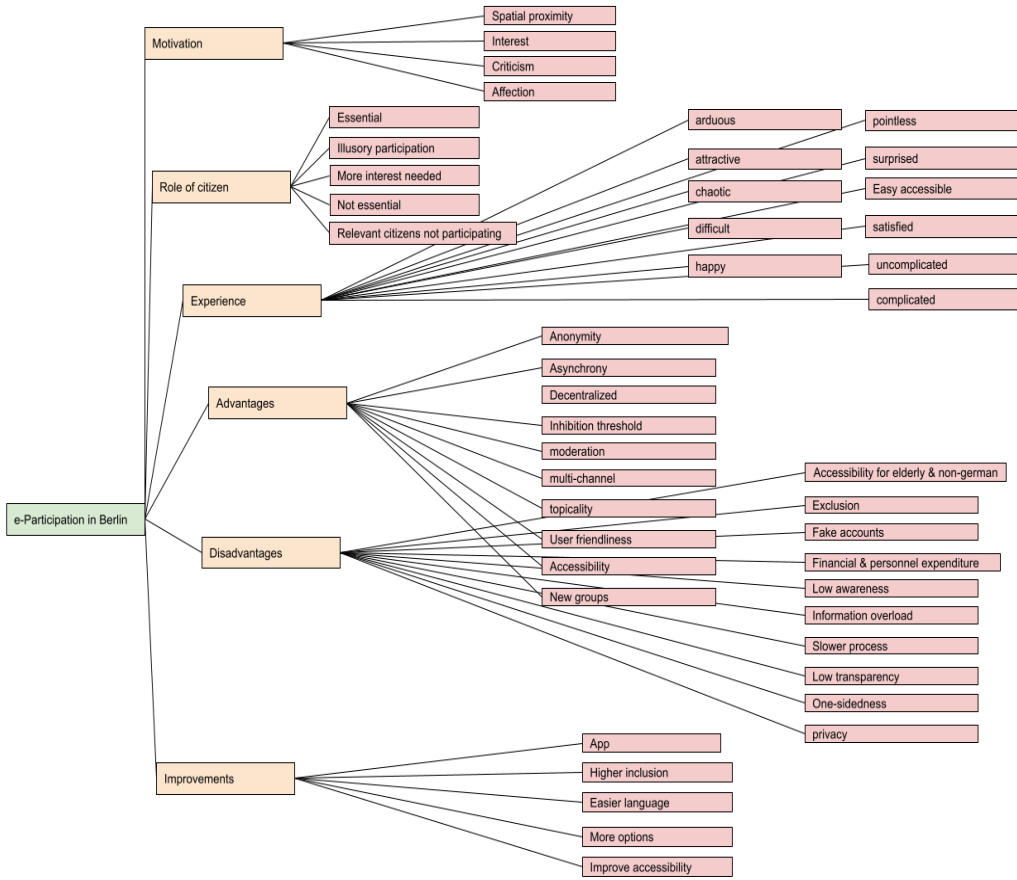 e-Participation in Berlin
Motivation
Spatial proximity
Interest
Criticism
Affection
Role of citizen
Essential
Illusory participation
More interest needed
Not essential
Relevant citizens not participating
Experience
arduous
attractive
chaotic
difficult
happy
pointless
surprised
Easy accessible
satisfied
uncomplicated
complicated
Advantages
Anonymity
Asynchrony
Decentralized
Inhibition threshold
moderation
multi-channel
topicality
User friendliness
Accessibility
New groups
Disadvantages
Accessibility for elderly & non-german
Exclusion
Fake accounts
Financial & personnel expenditure
Low awareness
Information overload
Slower process
Low transparency
One-sidedness
privacy
Improvements
App
Higher inclusion
Easier language
More options
Improve accessibility